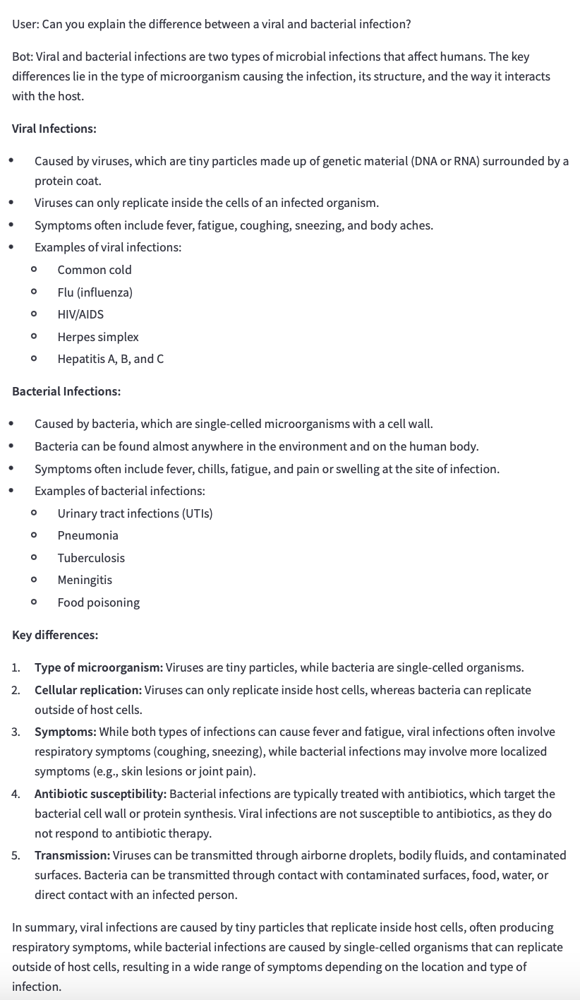 User: Can you explain the difference between a viral and bacterial infection?
Bot: Viral and bacterial infections are two types of microbial infections that affect humans. The key
differences lie in the type of microorganism causing the infection, its structure, and the way it interacts
with the host.
Viral Infections:
• Caused by viruses, which are tiny particles made up of genetic material (DNA or RNA) surrounded by a
protein coat.
• Viruses can only replicate inside the cells of an infected organism.
• Symptoms often include fever, fatigue, coughing, sneezing, and body aches.
• Examples of viral infections:
◦ Common cold
◦ Flu (influenza)
◦ HIV/AIDS
◦ Herpes simplex
◦ Hepatitis A, B, and C
Bacterial Infections:
• Caused by bacteria, which are single-celled microorganisms with a cell wall.
• Bacteria can be found almost anywhere in the environment and on the human body.
• Symptoms often include fever, chills, fatigue, and pain or swelling at the site of infection.
• Examples of bacterial infections:
◦ Urinary tract infections (UTIs)
◦ Pneumonia
◦ Tuberculosis
◦ Meningitis
◦ Food poisoning
Key differences:
1. Type of microorganism: Viruses are tiny particles, while bacteria are single-celled organisms.
2. Cellular replication: Viruses can only replicate inside host cells, whereas bacteria can replicate
outside of host cells.
3. Symptoms: While both types of infections can cause fever and fatigue, viral infections often involve
respiratory symptoms (coughing, sneezing), while bacterial infections may involve more localized
symptoms (e.g., skin lesions or joint pain).
4. Antibiotic susceptibility: Bacterial infections are typically treated with antibiotics, which target the
bacterial cell wall or protein synthesis. Viral infections are not susceptible to antibiotics, as they do
not respond to antibiotic therapy.
5. Transmission: Viruses can be transmitted through airborne droplets, bodily fluids, and contaminated
surfaces. Bacteria can be transmitted through contact with contaminated surfaces, food, water, or
direct contact with an infected person.
In summary, viral infections are caused by tiny particles that replicate inside host cells, often producing
respiratory symptoms, while bacterial infections are caused by single-celled organisms that can replicate
outside of host cells, resulting in a wide range of symptoms depending on the location and type of
infection.